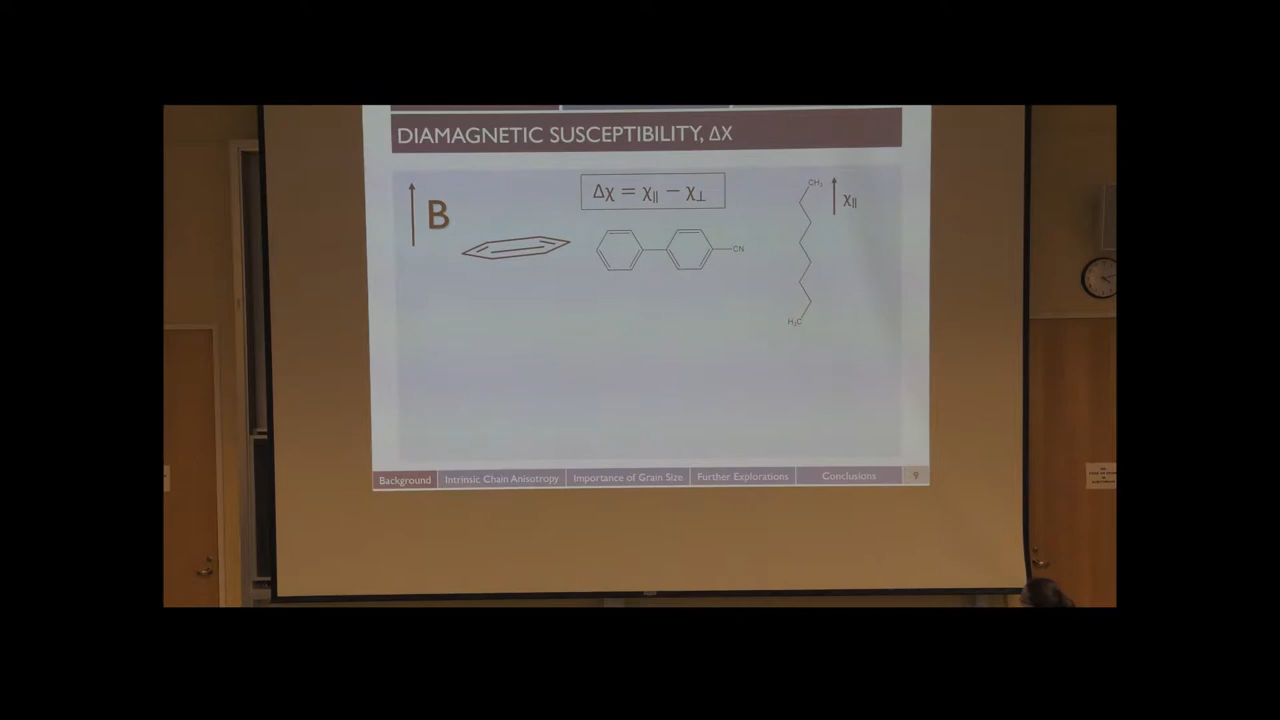 DIAMAGNETIC SUSCEPTIBILITY, ΔX
B
Δχ = χ∥ − χ⊥
CN
CH₃
χ∥
H₃C
Background
Intrinsic Chain Anisotropy
Importance of Grain Size
Further Explorations
Conclusions
9